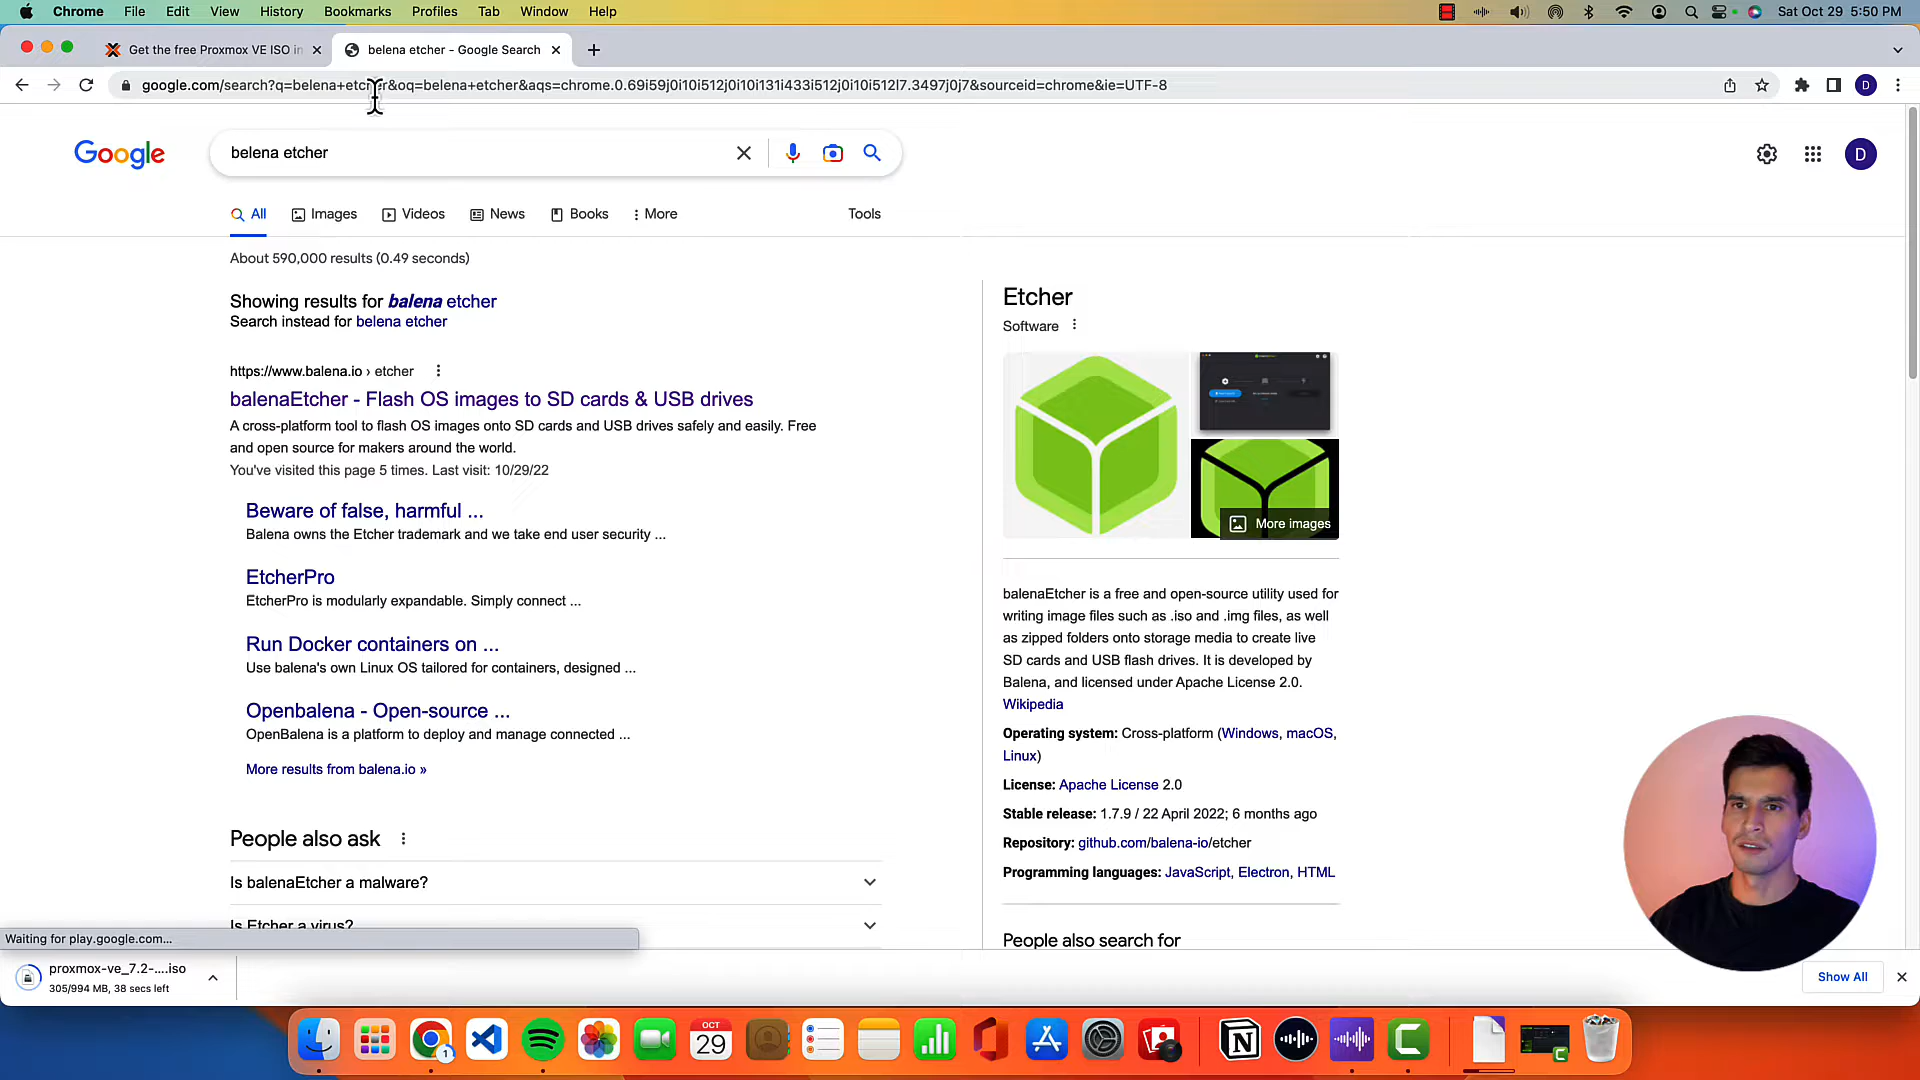 Chrome File Edit View History Bookmarks Profiles Tab Window Help Sat Oct 29 5:50 PM
Get the free Proxmox VE ISO in
belena etcher - Google Search
google.com/search?q=belena+etcher&oq=belena+etcher&aqs=chrome.0.69i59j0i10i512j0i10i131i433i512j0i10i512l7.3497j0j7&sourceid=chrome&ie=UTF-8
D
Google
belena etcher
D
All Images Videos News Books More Tools
About 590,000 results (0.49 seconds)
Showing results for balena etcher
Search instead for belena etcher
https://www.balena.io › etcher
balenaEtcher - Flash OS images to SD cards & USB drives
A cross-platform tool to flash OS images onto SD cards and USB drives safely and easily. Free
and open source for makers around the world.
You've visited this page 5 times. Last visit: 10/29/22
Beware of false, harmful ...
Balena owns the Etcher trademark and we take end user security ...
EtcherPro
EtcherPro is modularly expandable. Simply connect ...
Run Docker containers on ...
Use balena's own Linux OS tailored for containers, designed ...
Openbalena - Open-source ...
OpenBalena is a platform to deploy and manage connected ...
More results from balena.io »
People also ask
Is balenaEtcher a malware?
Is Etcher a virus?
Etcher
Software
More images
balenaEtcher is a free and open-source utility used for
writing image files such as .iso and .img files, as well
as zipped folders onto storage media to create live
SD cards and USB flash drives. It is developed by
Balena, and licensed under Apache License 2.0.
Wikipedia
Operating system: Cross-platform (Windows, macOS,
Linux)
License: Apache License 2.0
Stable release: 1.7.9 / 22 April 2022; 6 months ago
Repository: github.com/balena-io/etcher
Programming languages: JavaScript, Electron, HTML
People also search for
Waiting for play.google.com...
proxmox-ve_7.2-....iso
305/994 MB, 38 secs left
Show All
1
OCT
29